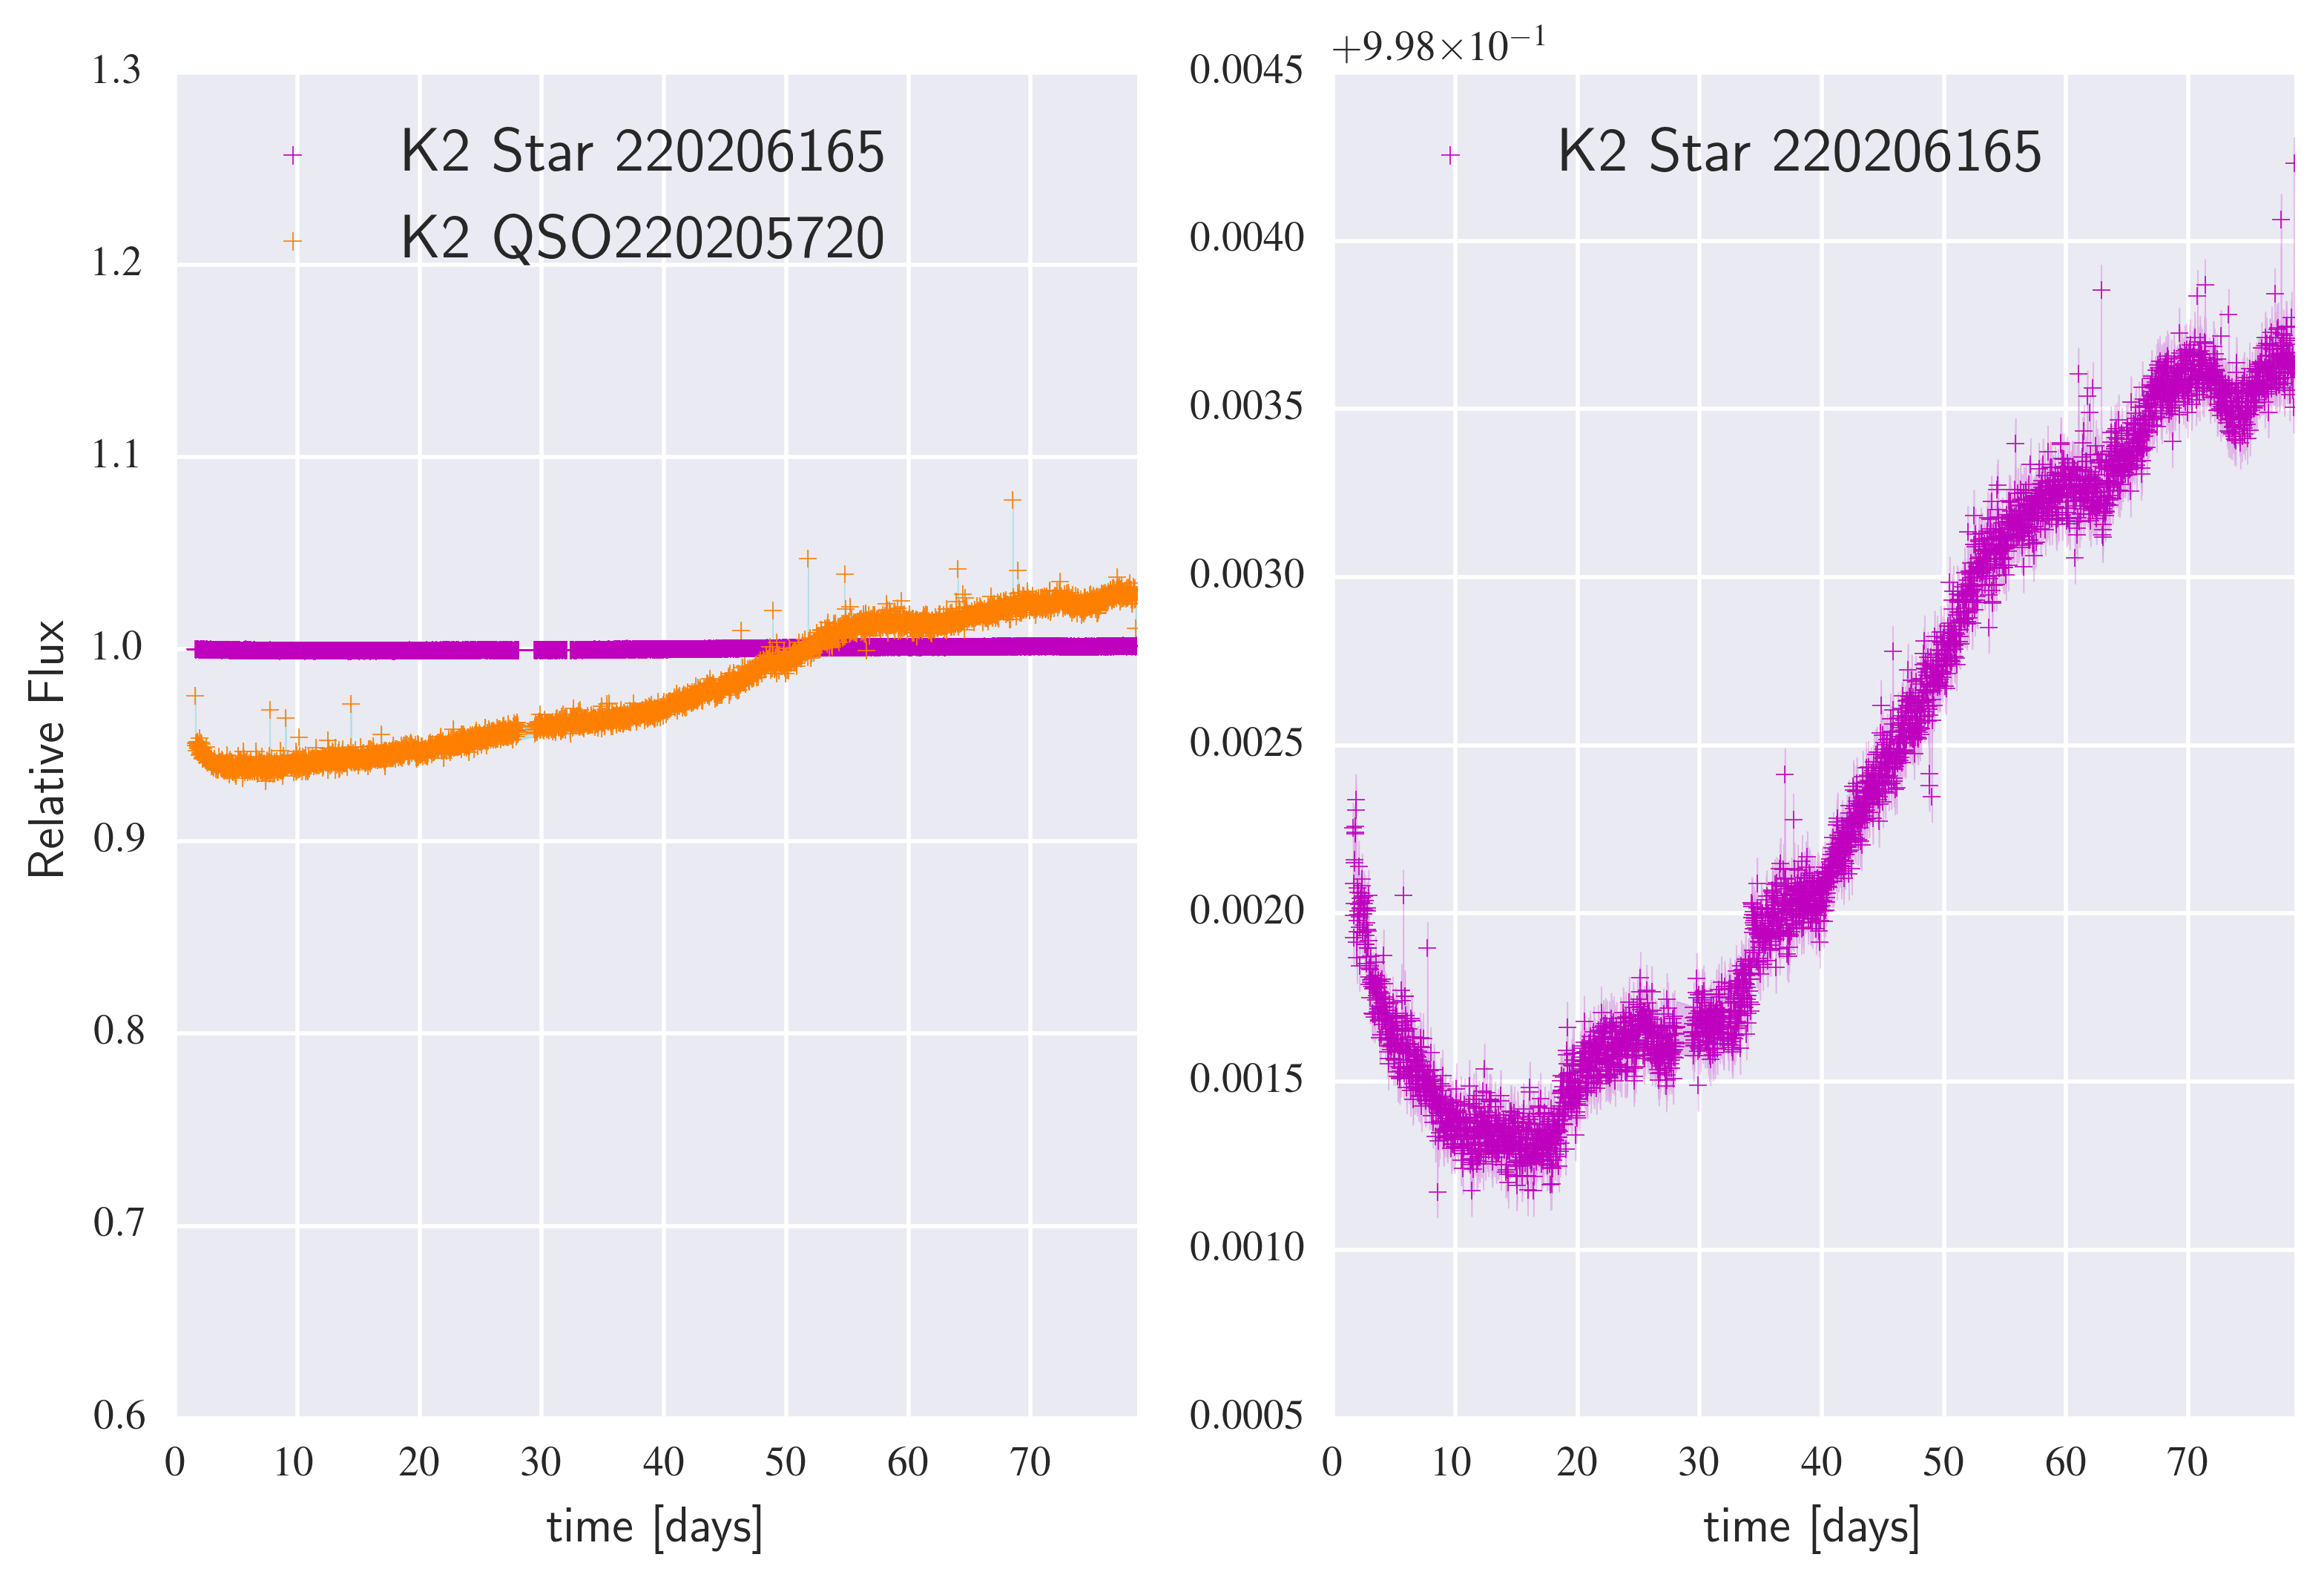 1.3
1.2
1.1
1.0
0.9
0.8
0.7
0.6
Relative Flux
K2 Star 220206165
K2 QSO220205720
0 10 20 30 40 50 60 70
time [days]
+9.98×10⁻¹
0.0045
0.0040
0.0035
0.0030
0.0025
0.0020
0.0015
0.0010
0.0005
K2 Star 220206165
0 10 20 30 40 50 60 70
time [days]